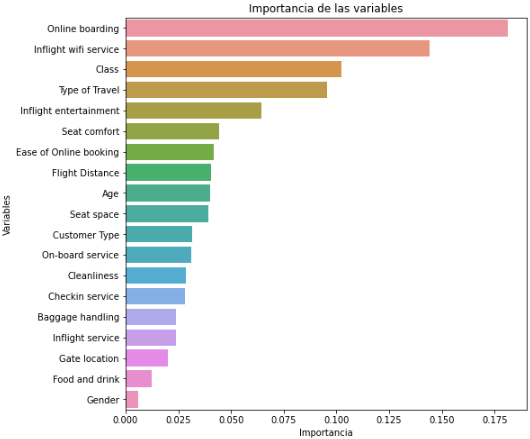 Importancia de las variables
Variables
Online boarding
Inflight wifi service
Class
Type of Travel
Inflight entertainment
Seat comfort
Ease of Online booking
Flight Distance
Age
Seat space
Customer Type
On-board service
Cleanliness
Checkin service
Baggage handling
Inflight service
Gate location
Food and drink
Gender
0.000 0.025 0.050 0.075 0.100 0.125 0.150 0.175
Importancia